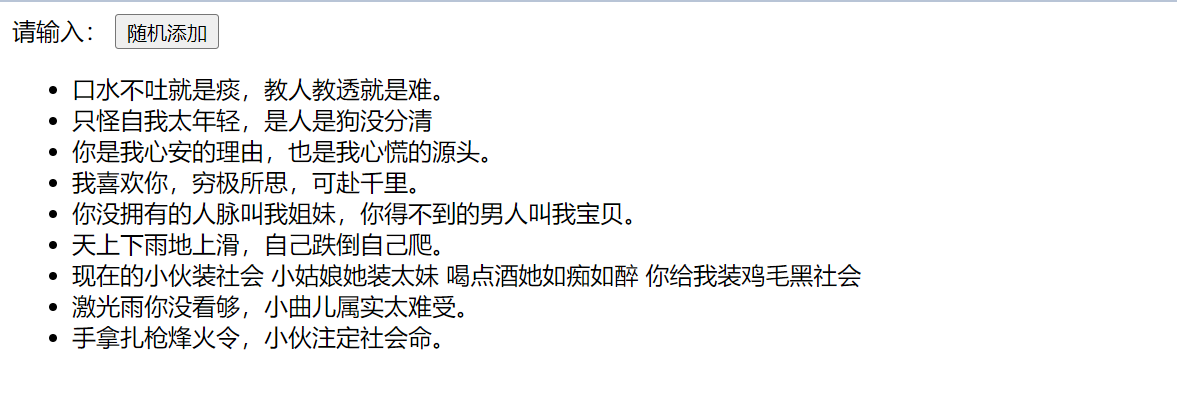 请输入： 随机添加
口水不吐就是痰，教人教透就是难。
只怪自我太年轻，是人是狗没分清
你是我心安的理由，也是我心慌的源头。
我喜欢你，穷极所思，可赴千里。
你没拥有的人脉叫我姐妹，你得不到的男人叫我宝贝。
天上下雨地上滑，自己跌倒自己爬。
现在的小伙装社会 小姑娘她装太妹 喝点酒她如痴如醉 你给我装鸡毛黑社会
激光雨你没看够，小曲儿属实太难受。
手拿扎枪烽火令，小伙注定社会命。